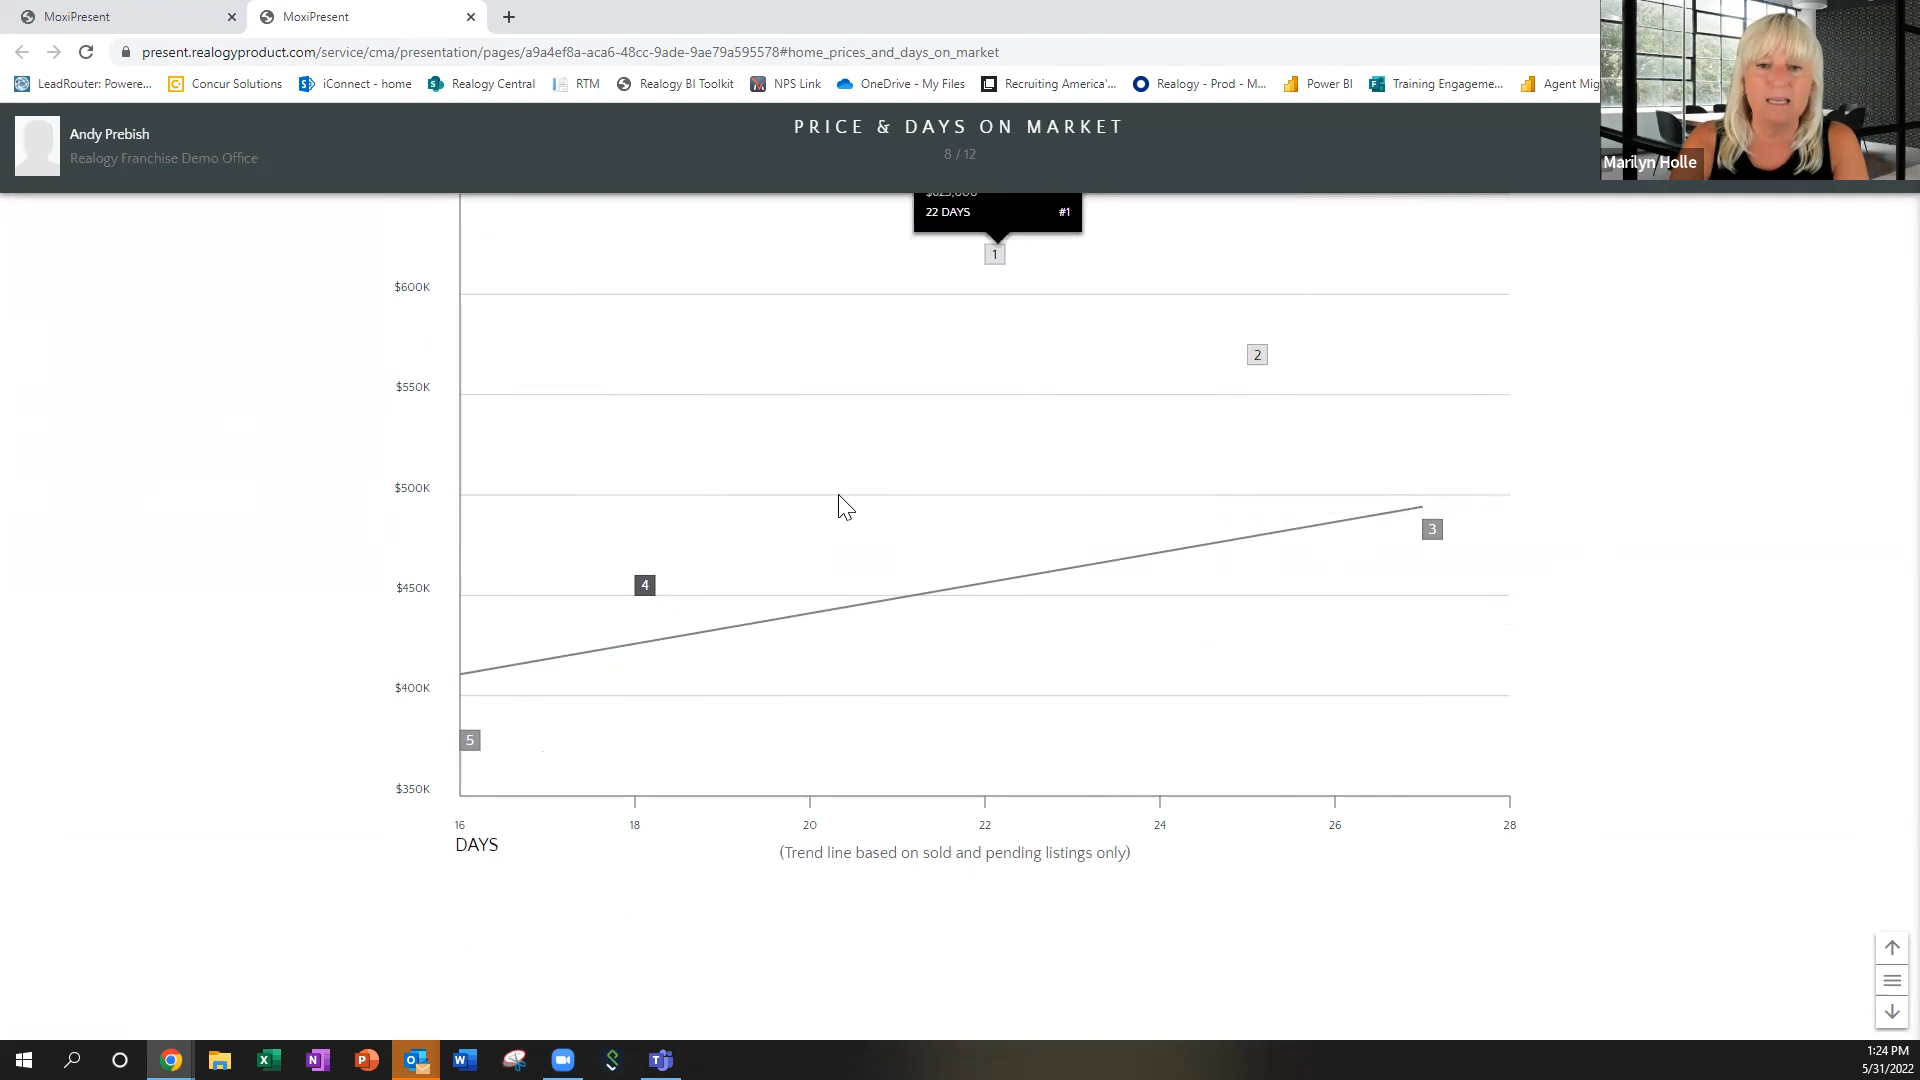 MoxiPresent
MoxiPresent
present.realogyproduct.com/service/cma/presentation/pages/a9a4ef8a-aca6-48cc-9ade-9ae79a595578#home_prices_and_days_on_market
LeadRouter: Powere...
Concur Solutions
iConnect - home
Realogy Central
RTM
Realogy BI Toolkit
NPS Link
OneDrive - My Files
Recruiting America'...
Realogy - Prod - M...
Power BI
Training Engageme...
Agent Mig
Andy Prebish
Realogy Franchise Demo Office
PRICE & DAYS ON MARKET
8 / 12
Marilyn Holle
22 DAYS #1
1
$600K
2
$550K
$500K
3
4
$450K
$400K
5
$350K
16 18 20 22 24 26 28
DAYS
(Trend line based on sold and pending listings only)
1:24 PM
5/31/2022